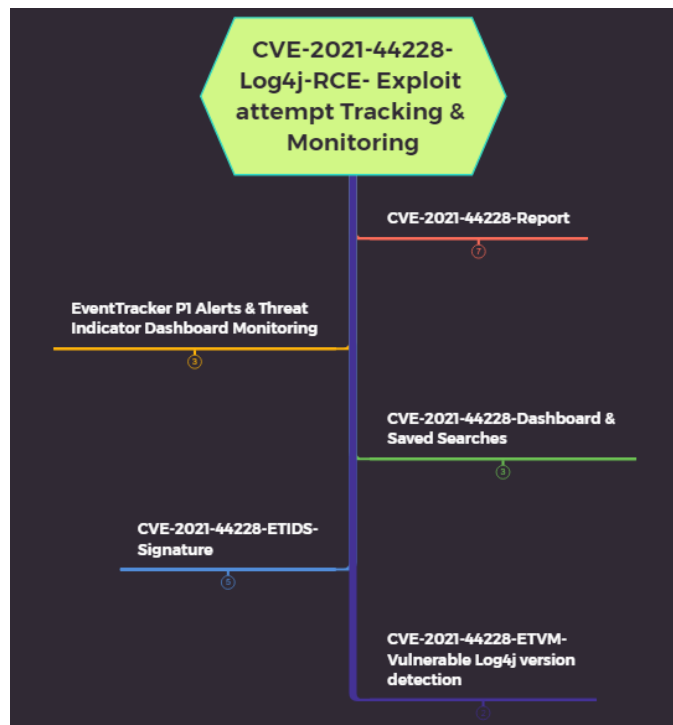 CVE-2021-44228-
Log4j-RCE- Exploit
attempt Tracking &
Monitoring
CVE-2021-44228-Report
7
EventTracker P1 Alerts & Threat
Indicator Dashboard Monitoring
3
CVE-2021-44228-Dashboard &
Saved Searches
3
CVE-2021-44228-ETIDS-
Signature
5
CVE-2021-44228-ETVM-
Vulnerable Log4j version
detection